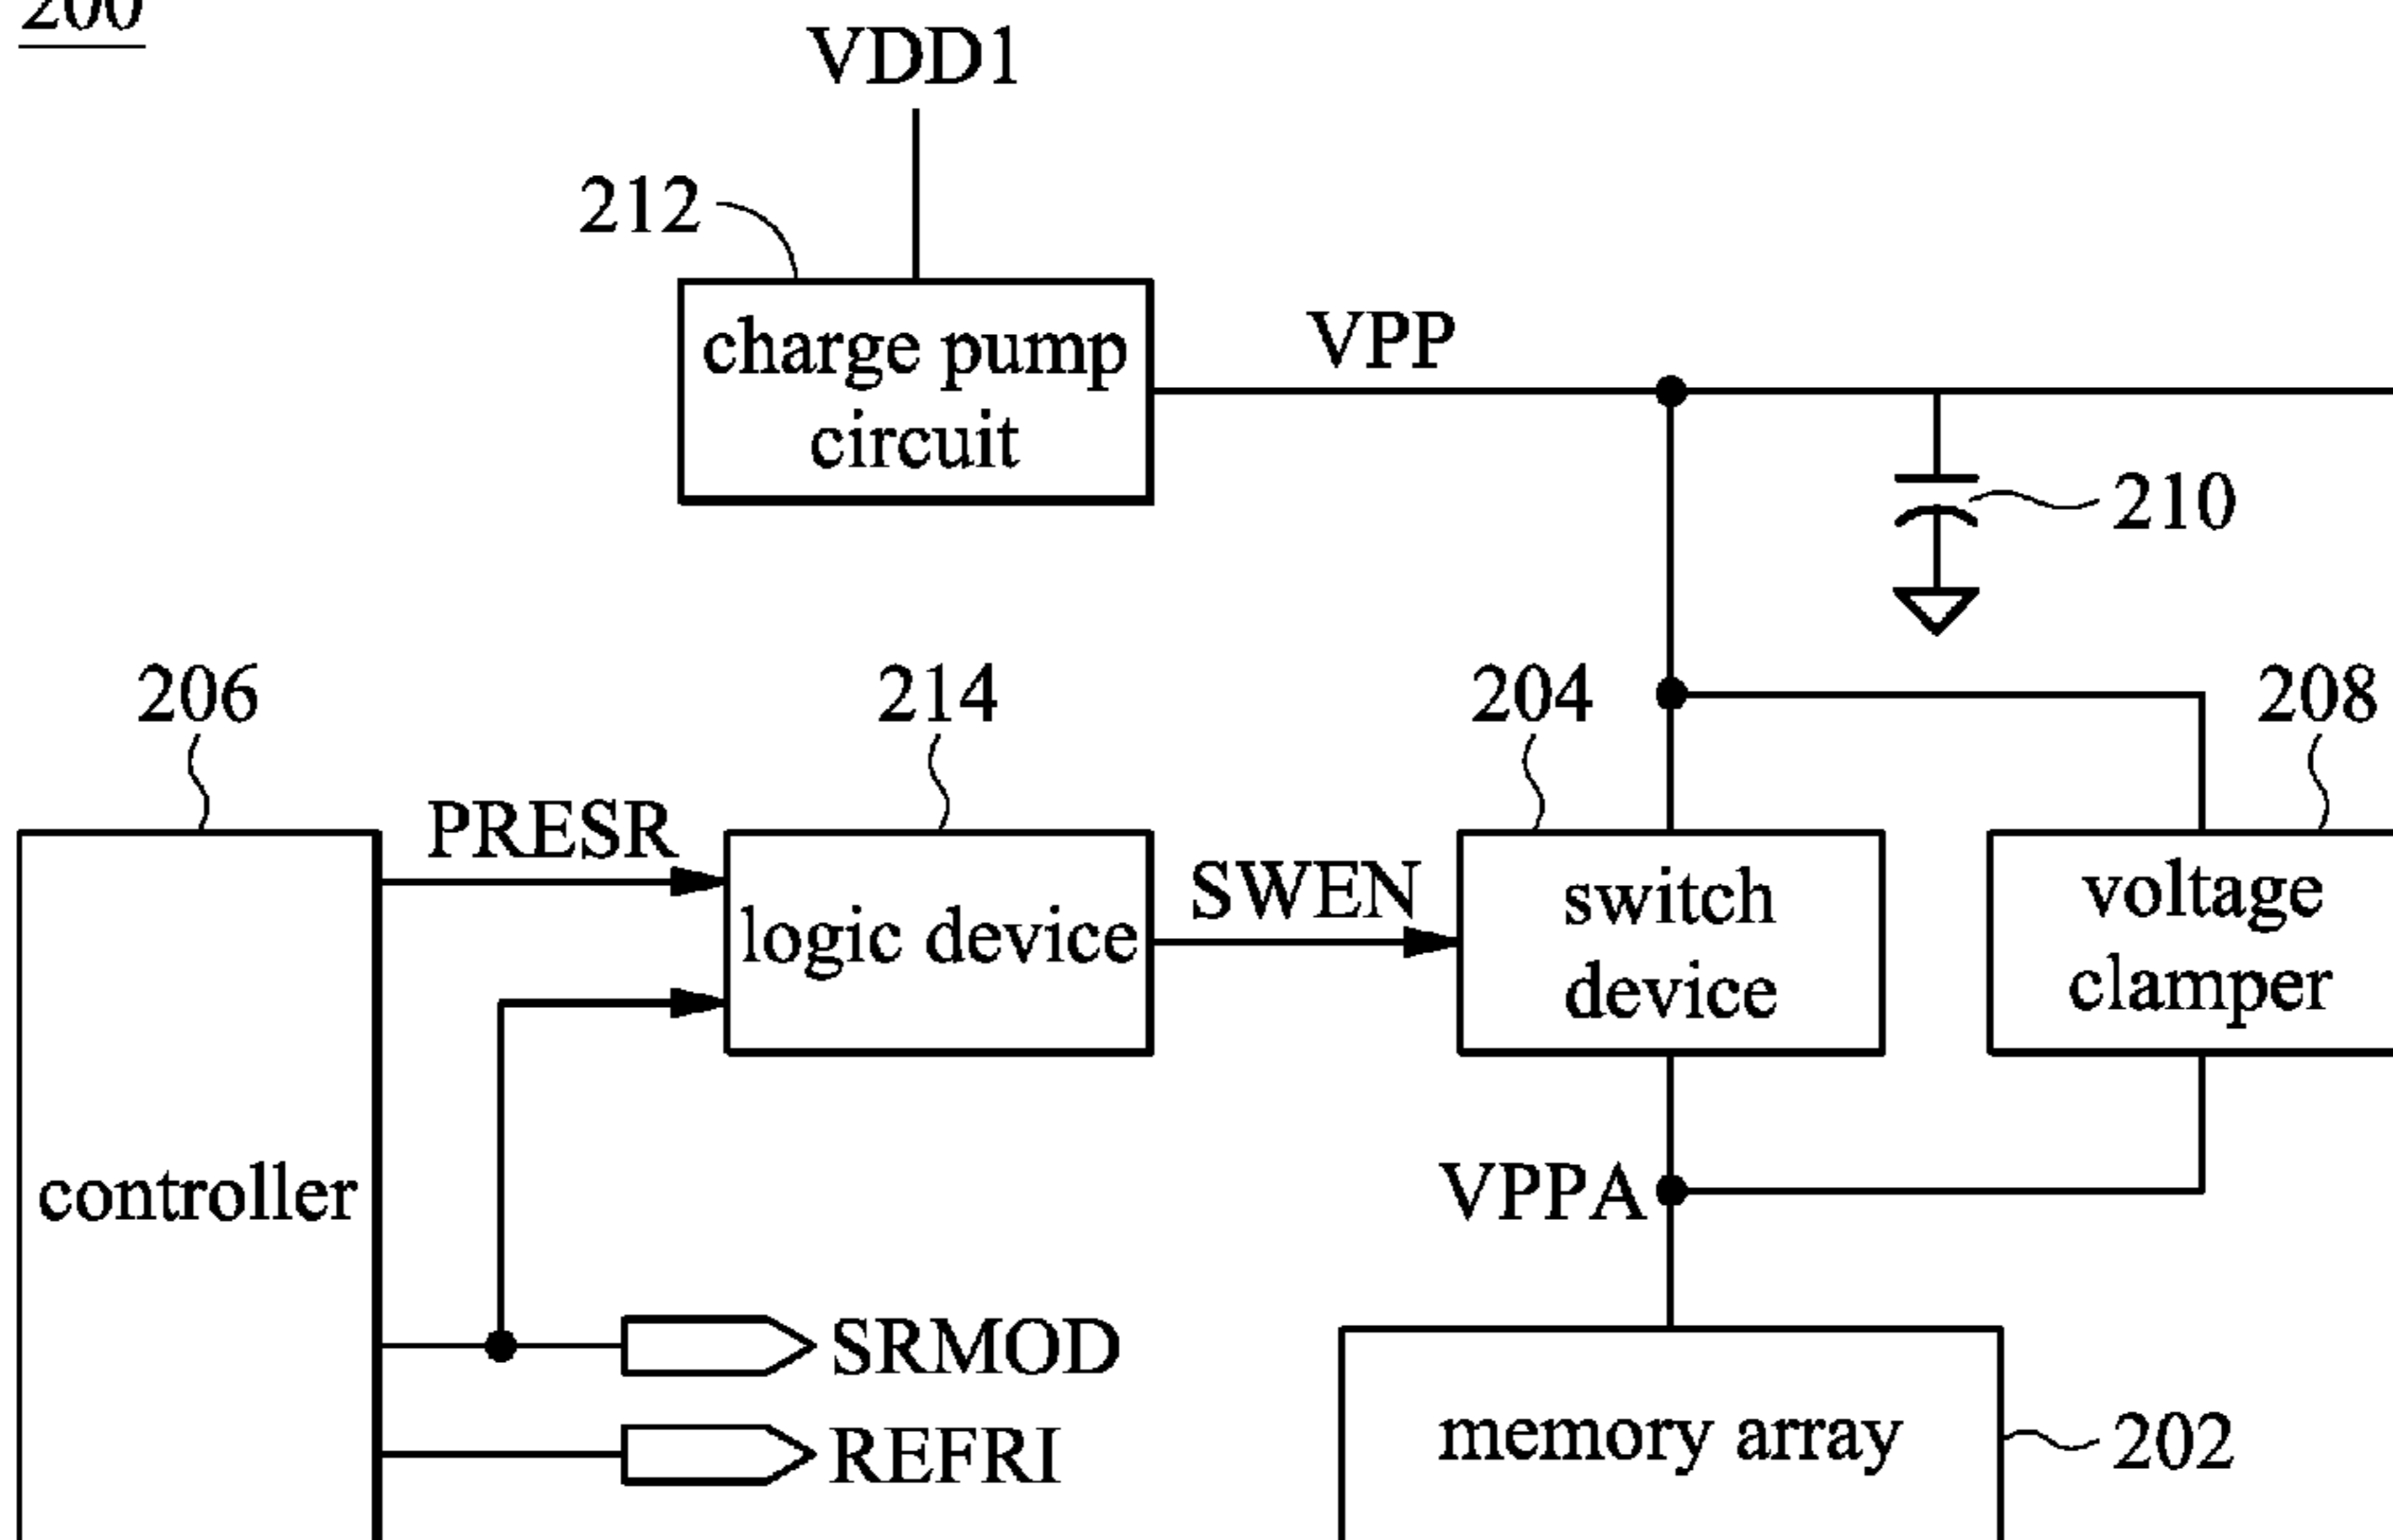 200
VDD1
212
charge pump
circuit
VPP
210
206
214
204
208
PRESR
logic device
SWEN
switch
device
voltage
clamper
controller
VPPA
SRMOD
REFRI
memory array
202